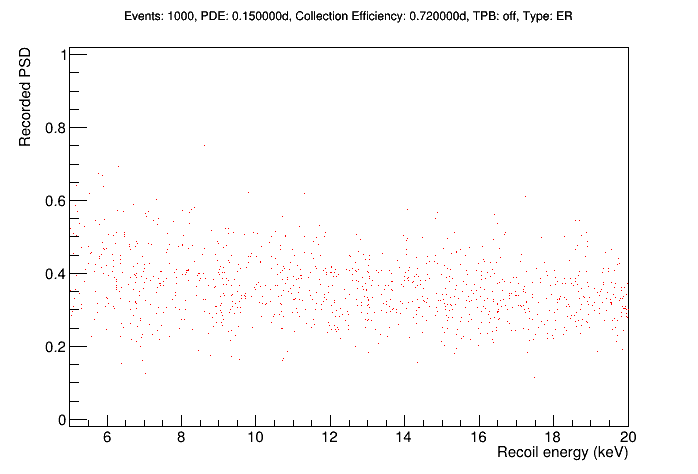 Events: 1000, PDE: 0.150000d, Collection Efficiency: 0.720000d, TPB: off, Type: ER
Recorded PSD
1
0.8
0.6
0.4
0.2
0
6 8 10 12 14 16 18 20
Recoil energy (keV)